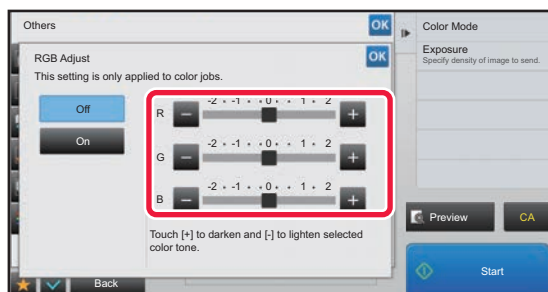 Others
OK
Color Mode
Exposure
Specify density of image to send.
RGB Adjust
OK
This setting is only applied to color jobs.
Off
On
R
-2 • -1 • • 0 • • 1 • 2
G
-2 • -1 • • 0 • • 1 • 2
B
-2 • -1 • • 0 • • 1 • 2
Touch [+] to darken and [-] to lighten selected
color tone.
Preview
CA
Back
Start